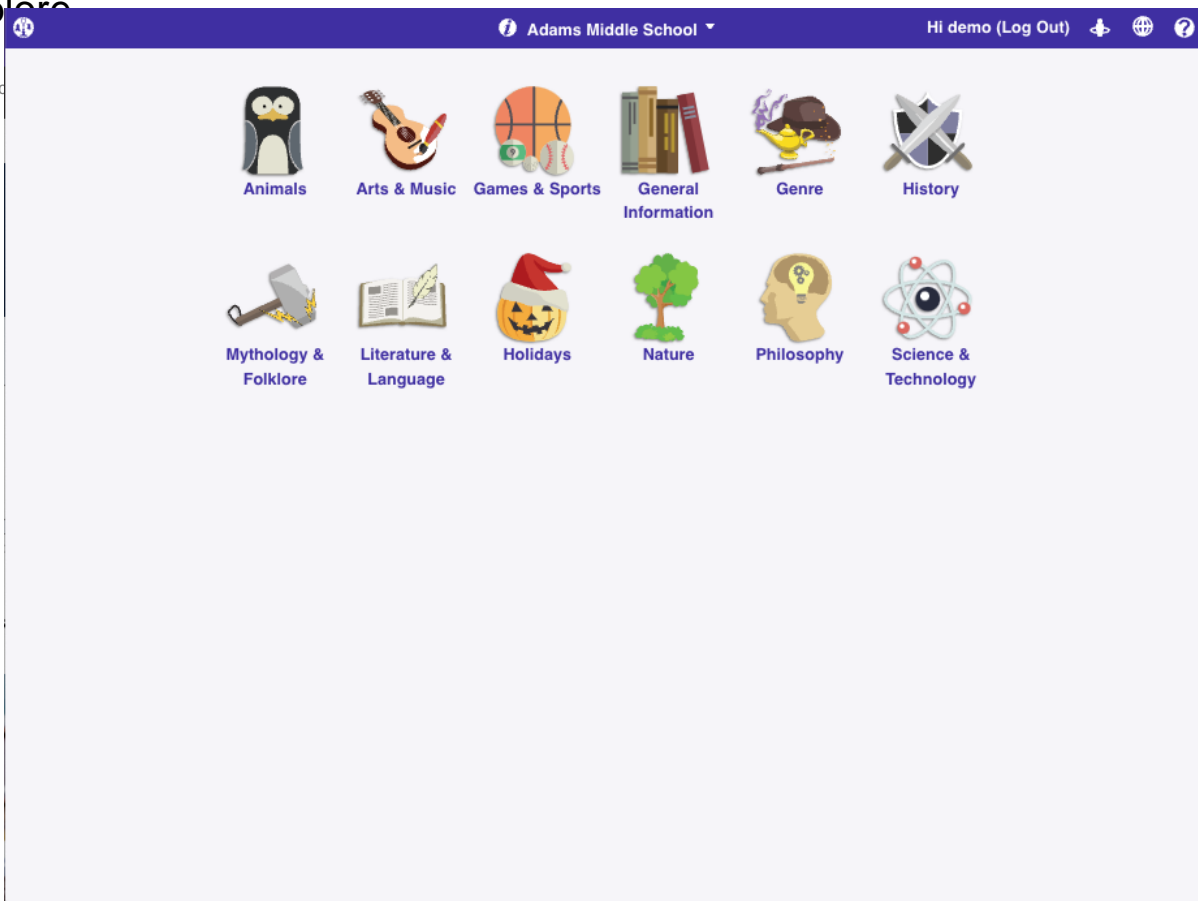 Adams Middle School
Hi demo (Log Out)
Animals
Arts & Music
Games & Sports
General
Information
Genre
History
Mythology &
Folklore
Literature &
Language
Holidays
Nature
Philosophy
Science &
Technology